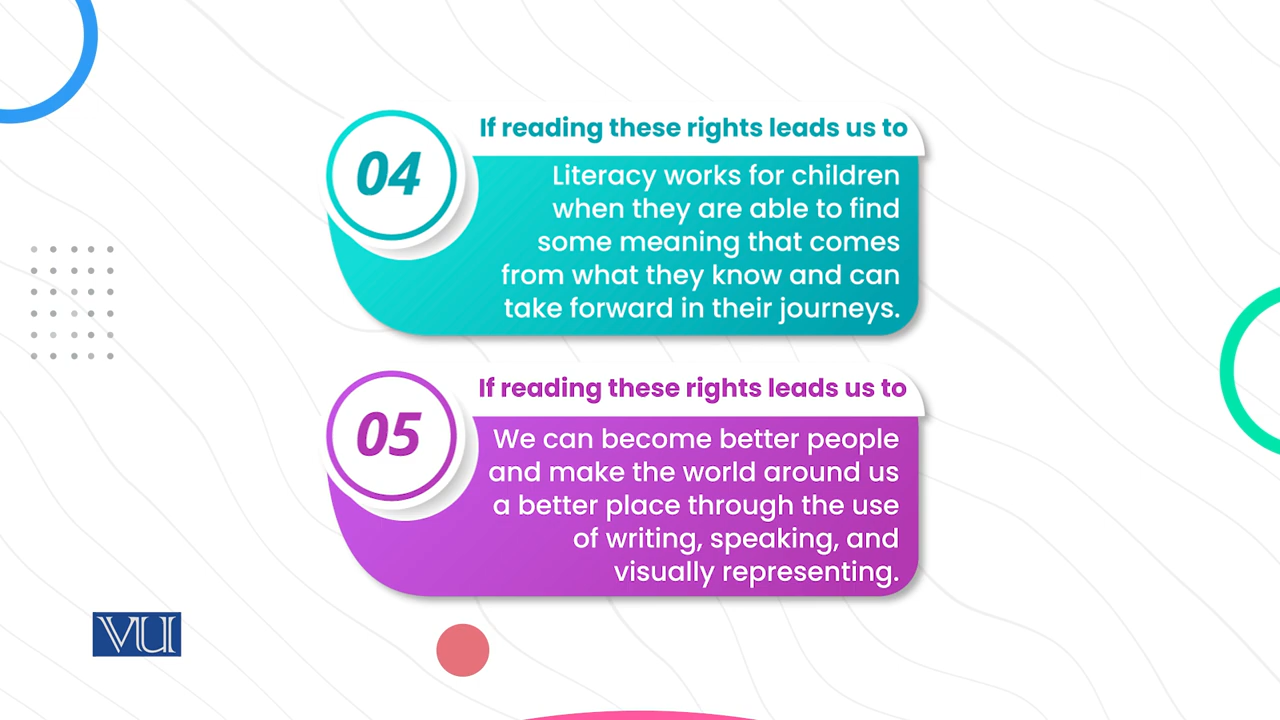 04
If reading these rights leads us to
Literacy works for children
when they are able to find
some meaning that comes
from what they know and can
take forward in their journeys.
05
If reading these rights leads us to
We can become better people
and make the world around us
a better place through the use
of writing, speaking, and
visually representing.
VU